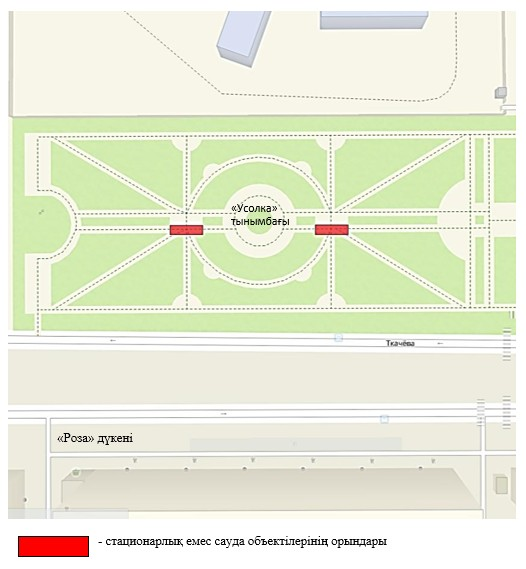 «Усолка»
тынымбағы
Ткачёва
«Роза» дүкені
- стационарлық емес сауда объектілерінің орындары